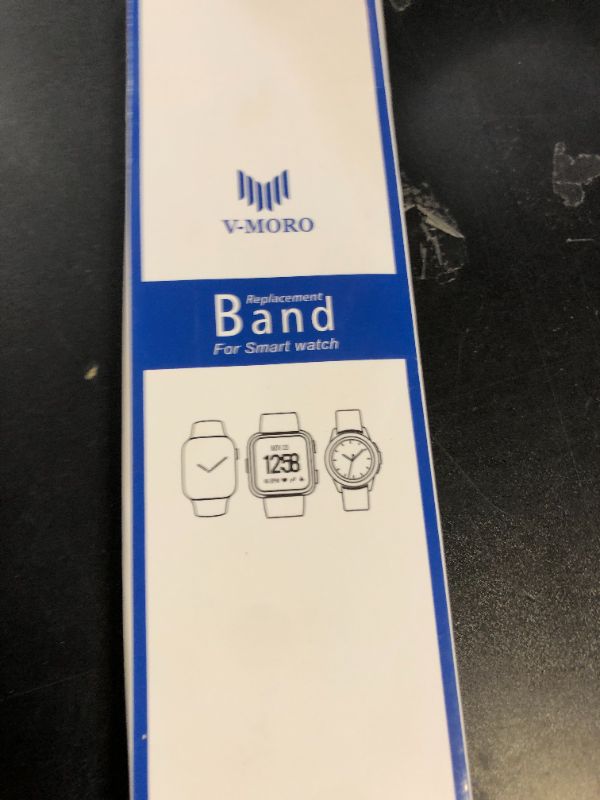 V-MORO
Replacement
Band
For Smart watch
12:58